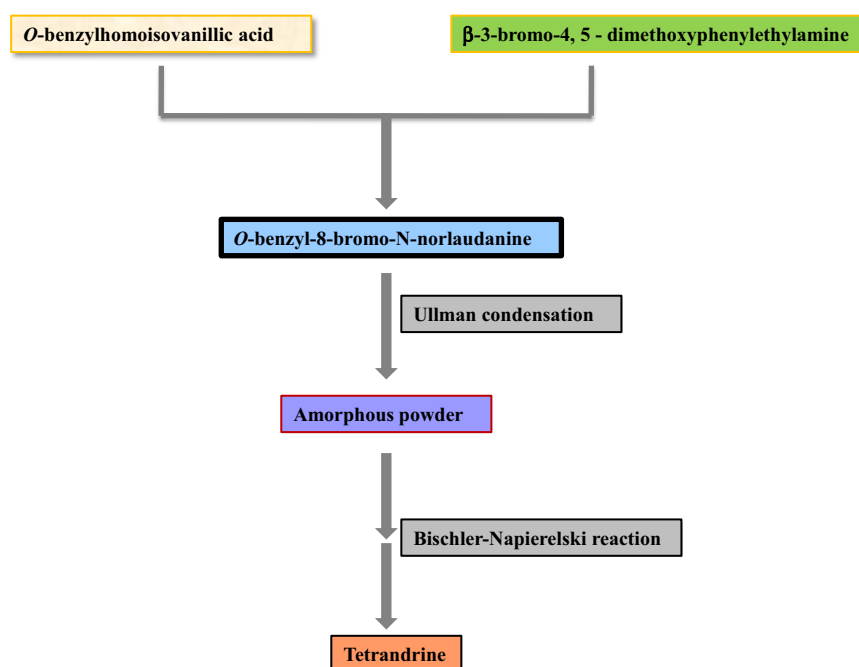 O-benzylhomoisovanillic acid
β-3-bromo-4, 5 - dimethoxyphenylethylamine
O-benzyl-8-bromo-N-norlaudanine
Ullman condensation
Amorphous powder
Bischler-Napierelski reaction
Tetrandrine